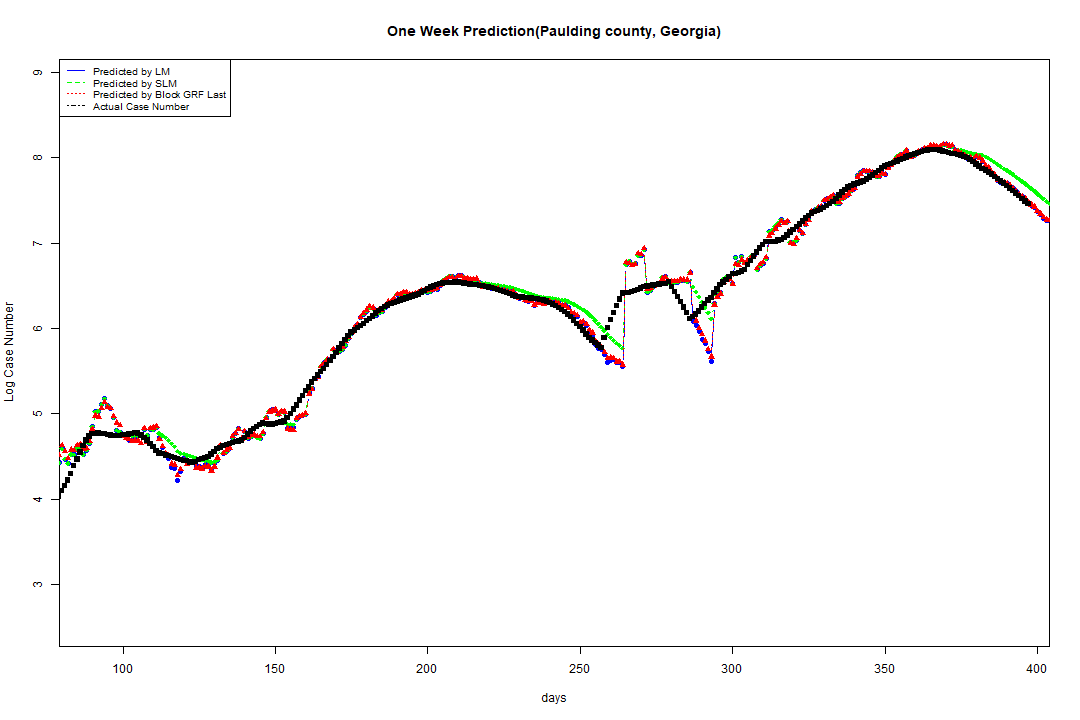 One Week Prediction(Paulding county, Georgia)
Predicted by LM
Predicted by SLM
Predicted by Block GRF Last
Actual Case Number
9
8
7
6
5
4
3
Log Case Number
100 150 200 250 300 350 400
days